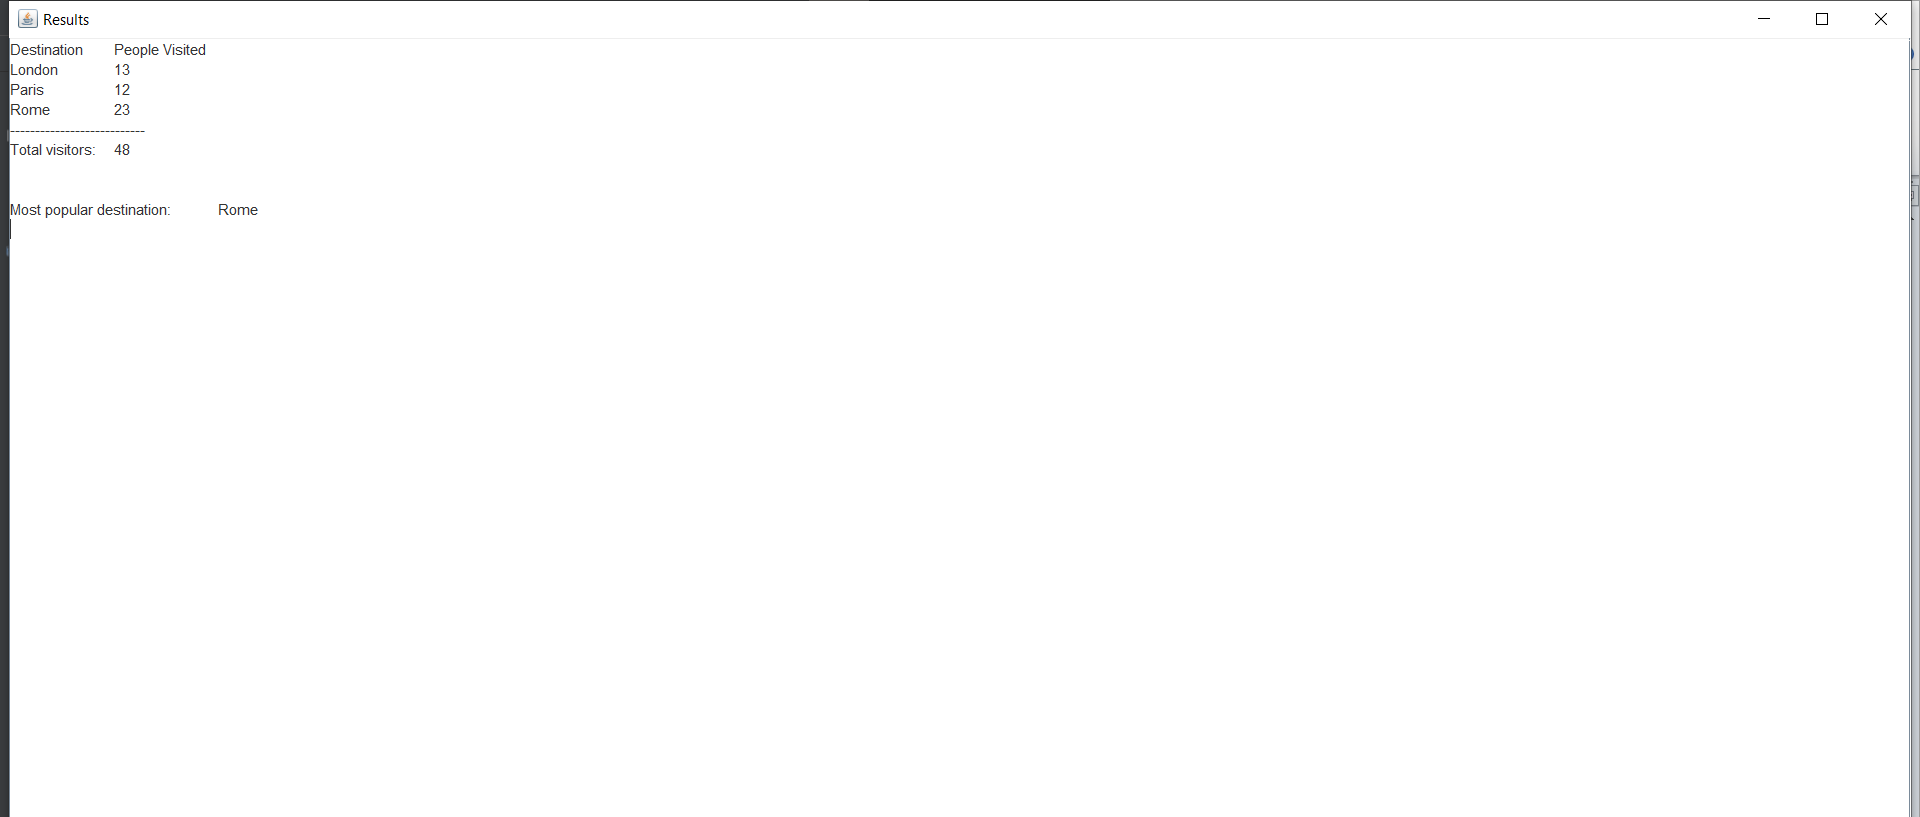 Results
Destination People Visited
London 13
Paris 12
Rome 23
---------------------------
Total visitors: 48
Most popular destination: Rome